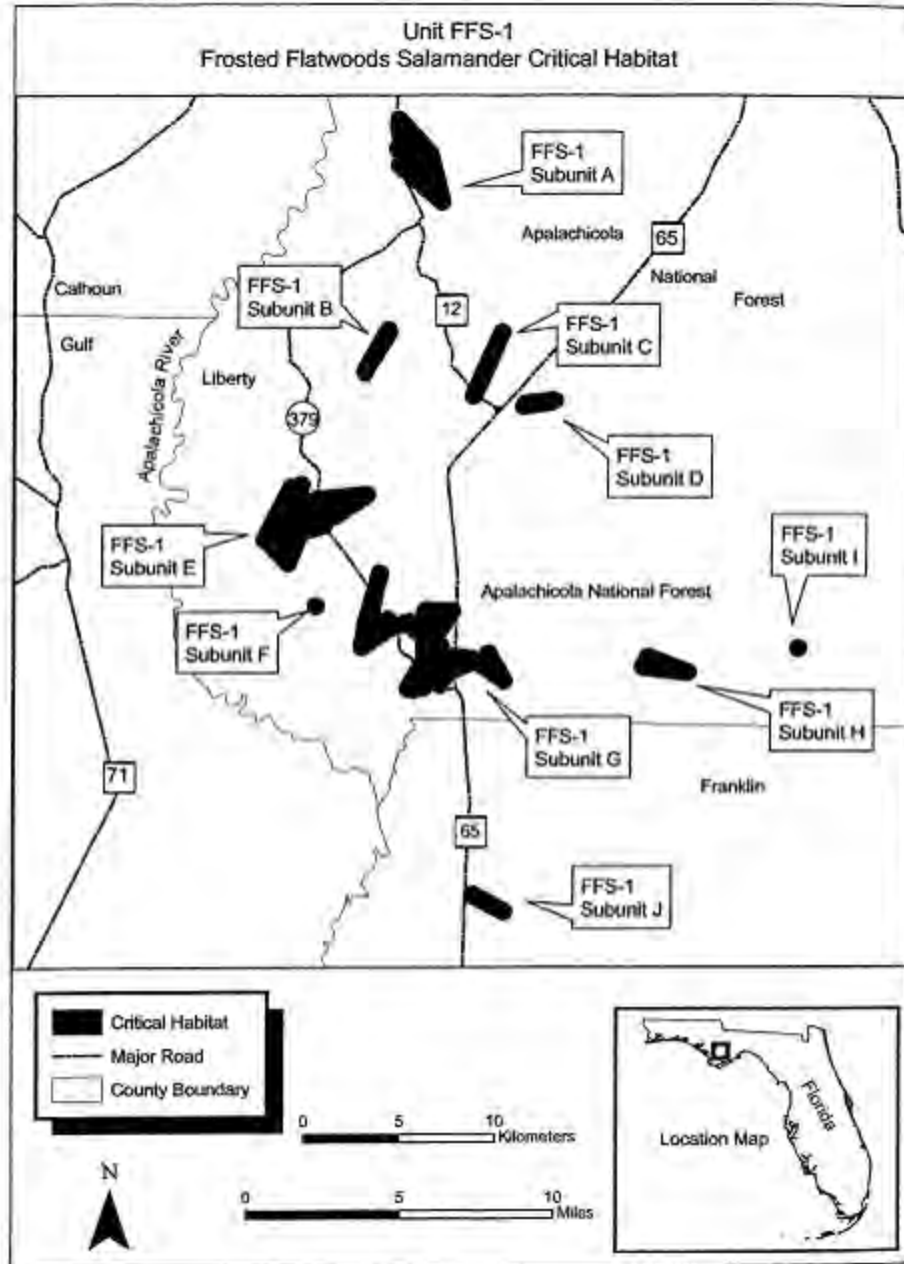 Unit FFS-1
Frosted Flatwoods Salamander Critical Habitat
FFS-1
Subunit A
Apalachicola
65
National
Forest
Calhoun
FFS-1
Subunit B
12
FFS-1
Subunit C
Gulf
Apalachicola River
Liberty
379
FFS-1
Subunit D
FFS-1
Subunit E
FFS-1
Subunit I
Apalachicola National Forest
FFS-1
Subunit F
FFS-1
Subunit H
FFS-1
Subunit G
71
Franklin
65
FFS-1
Subunit J
Critical Habitat
Major Road
County Boundary
0 5 10
Kilometers
N
0 5 10
Miles
Location Map
Florida